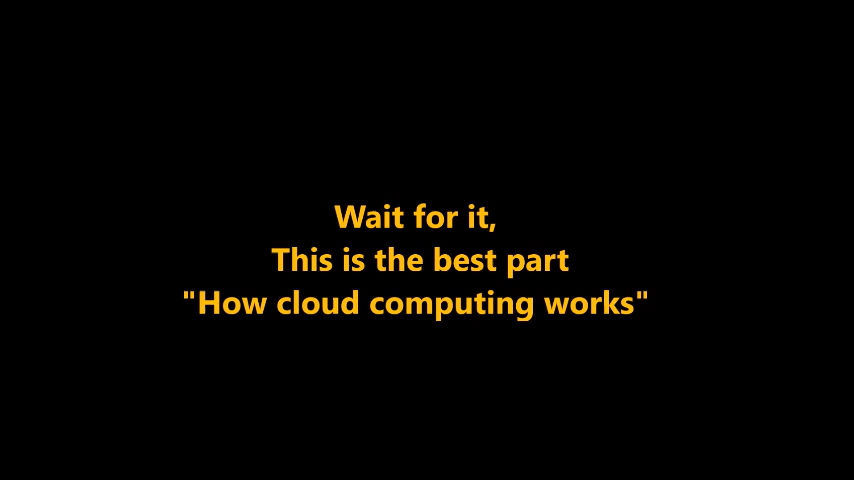 Wait for it,
This is the best part
"How cloud computing works"